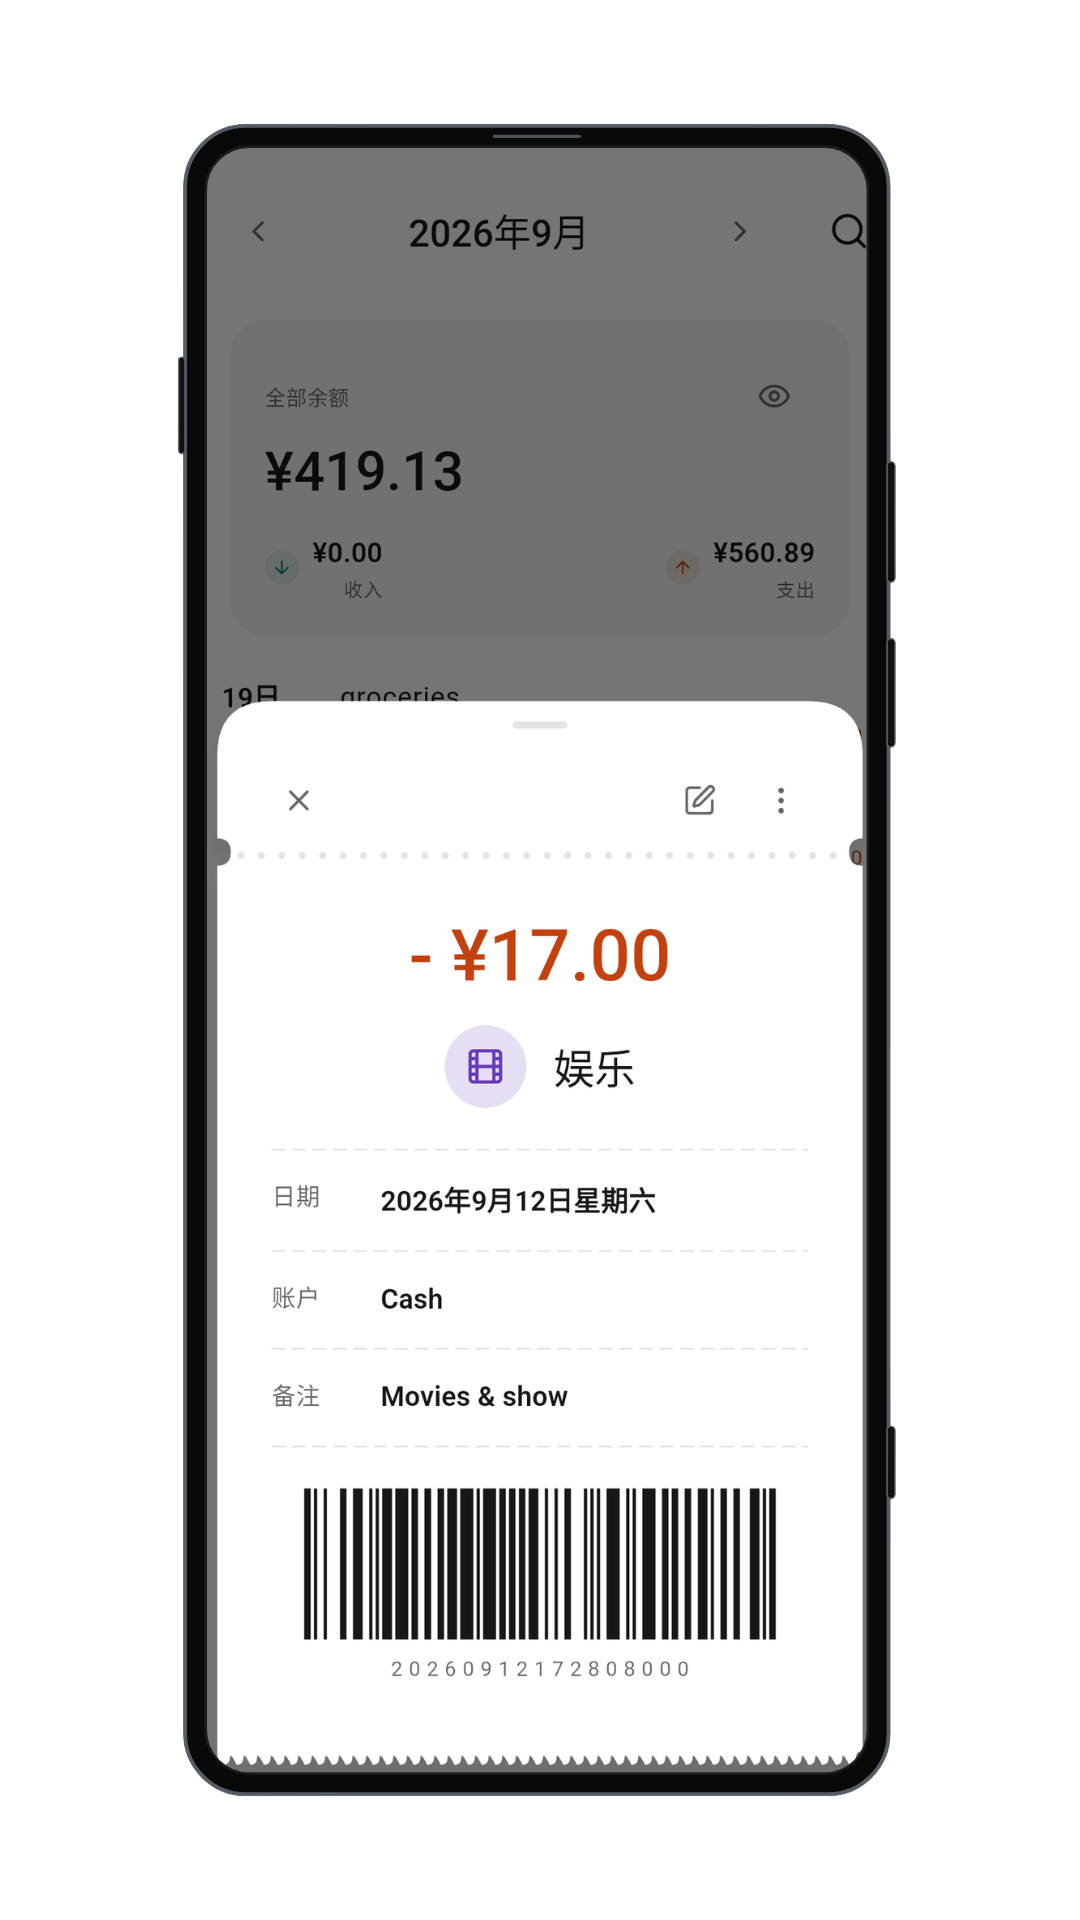 2026年9月
全部余额
¥419.13
¥0.00
收入
¥560.89
支出
19日
groceries
0
- ¥17.00
娱乐
日期
2026年9月12日星期六
账户
Cash
备注
Movies & show
20260912172808000